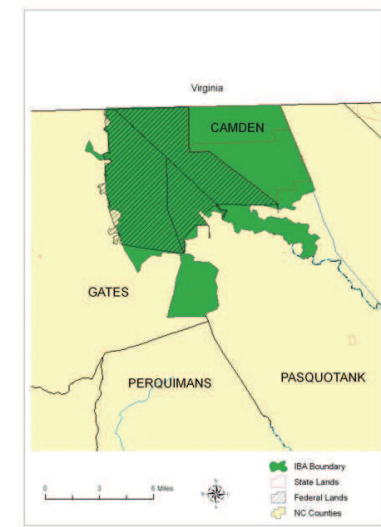 Virginia
CAMDEN
GATES
PERQUIMANS
PASQUOTANK
IBA Boundary
State Lands
Federal Lands
NC Counties
0 3 6 Miles